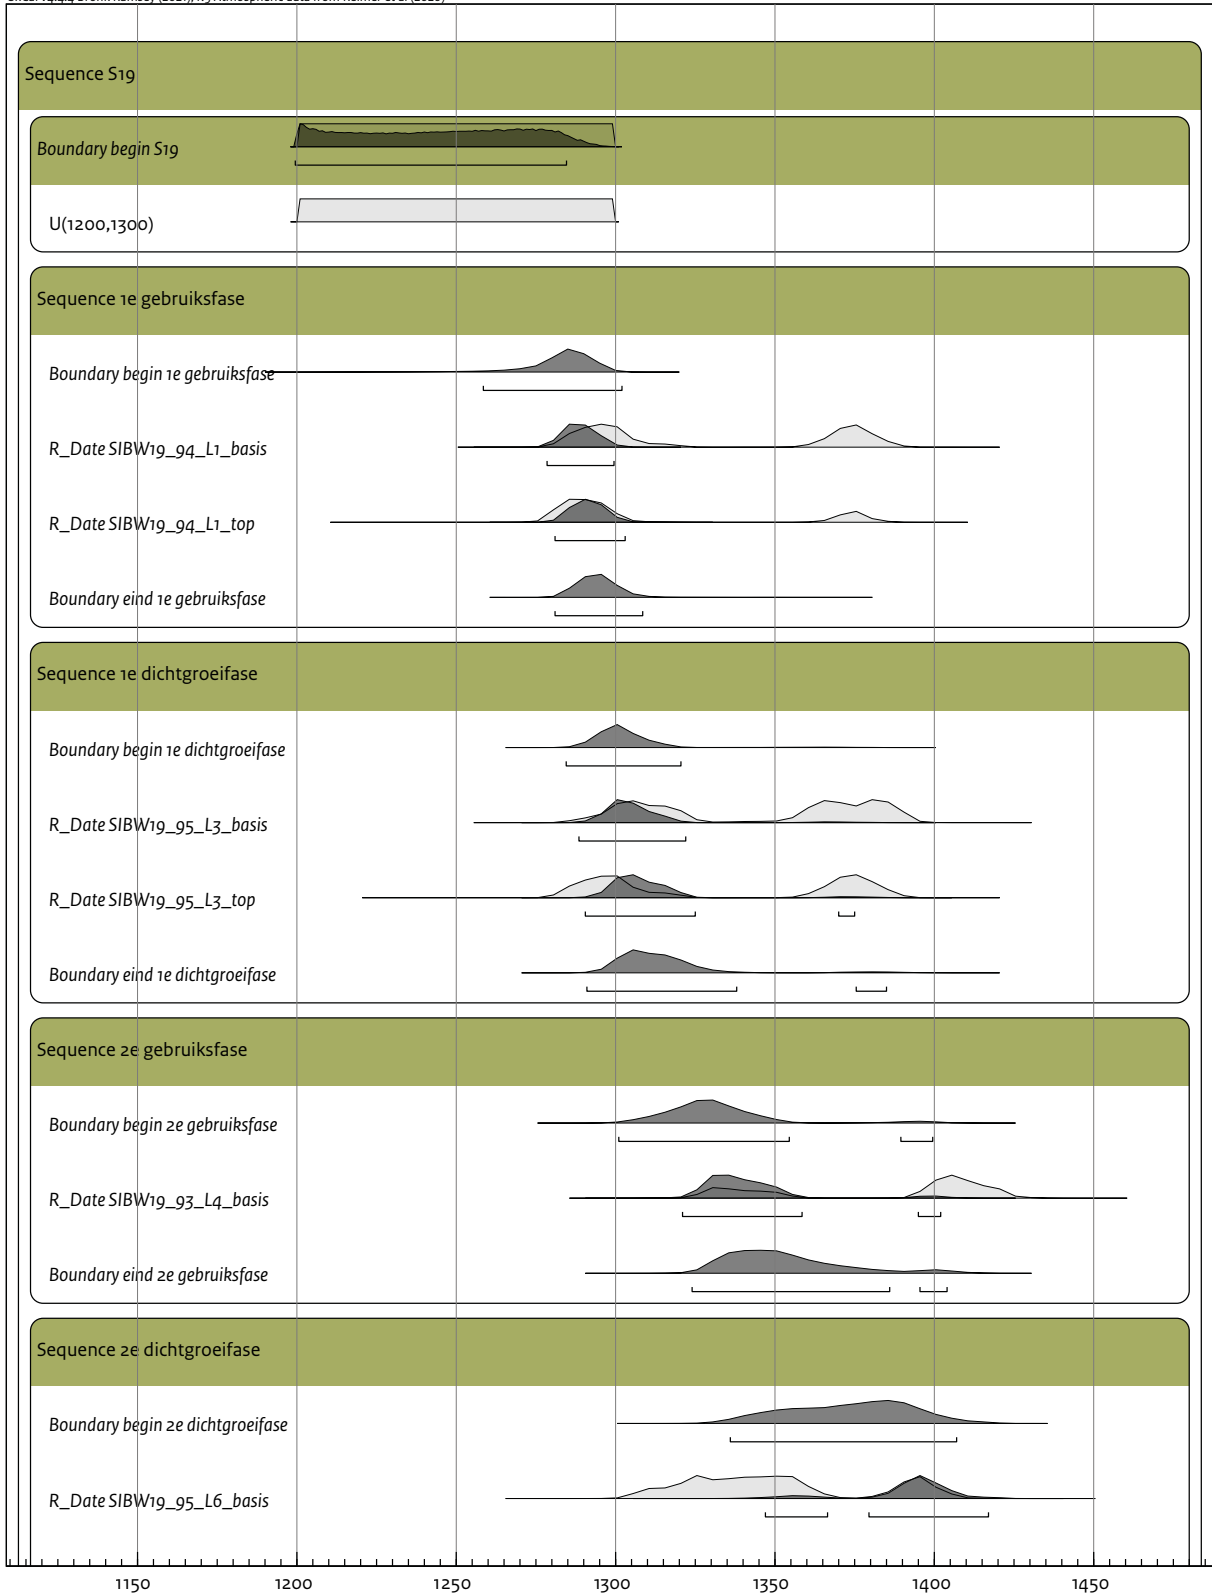 Sequence S19
Boundary begin S19
U(1200,1300)
Sequence 1e gebruiksfase
Boundary begin 1e gebruiksfase
R_Date SIBW19_94_L1_basis
R_Date SIBW19_94_L1_top
Boundary eind 1e gebruiksfase
Sequence 1e dichtgroeifase
Boundary begin 1e dichtgroeifase
R_Date SIBW19_95_L3_basis
R_Date SIBW19_95_L3_top
Boundary eind 1e dichtgroeifase
Sequence 2e gebruiksfase
Boundary begin 2e gebruiksfase
R_Date SIBW19_93_L4_basis
Boundary eind 2e gebruiksfase
Sequence 2e dichtgroeifase
Boundary begin 2e dichtgroeifase
R_Date SIBW19_95_L6_basis
1150 1200 1250 1300 1350 1400 1450